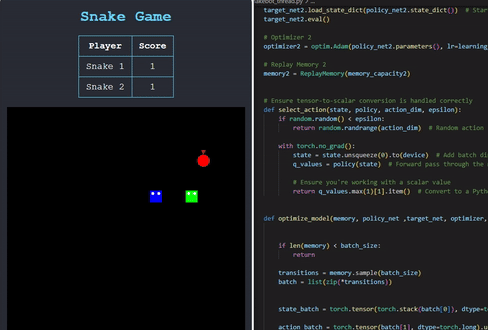 Snake Game
Player Score
Snake 1 1
Snake 2 1
target_net2.load_state_dict(policy_net2.state_dict()) # Star
target_net2.eval()
# Optimizer 2
optimizer2 = optim.Adam(policy_net2.parameters(), lr=learning_
# Replay Memory 2
memory2 = ReplayMemory(memory_capacity2)
# Ensure tensor-to-scalar conversion is handled correctly
def select_action(state, policy, action_dim, epsilon):
if random.random() < epsilon:
return random.randrange(action_dim) # Random action
with torch.no_grad():
state = state.unsqueeze(0).to(device) # Add batch di
q_values = policy(state) # Forward pass through the
# Ensure you're working with a scalar value
return q_values.max(1)[1].item() # Convert to a Pyth
def optimize_model(memory, policy_net ,target_net, optimizer,
if len(memory) < batch_size:
return
transitions = memory.sample(batch_size)
batch = list(zip(*transitions))
state_batch = torch.tensor(torch.stack(batch[0]), dtype=t
action_batch = torch.tensor(batch[1], dtype=torch.long).u